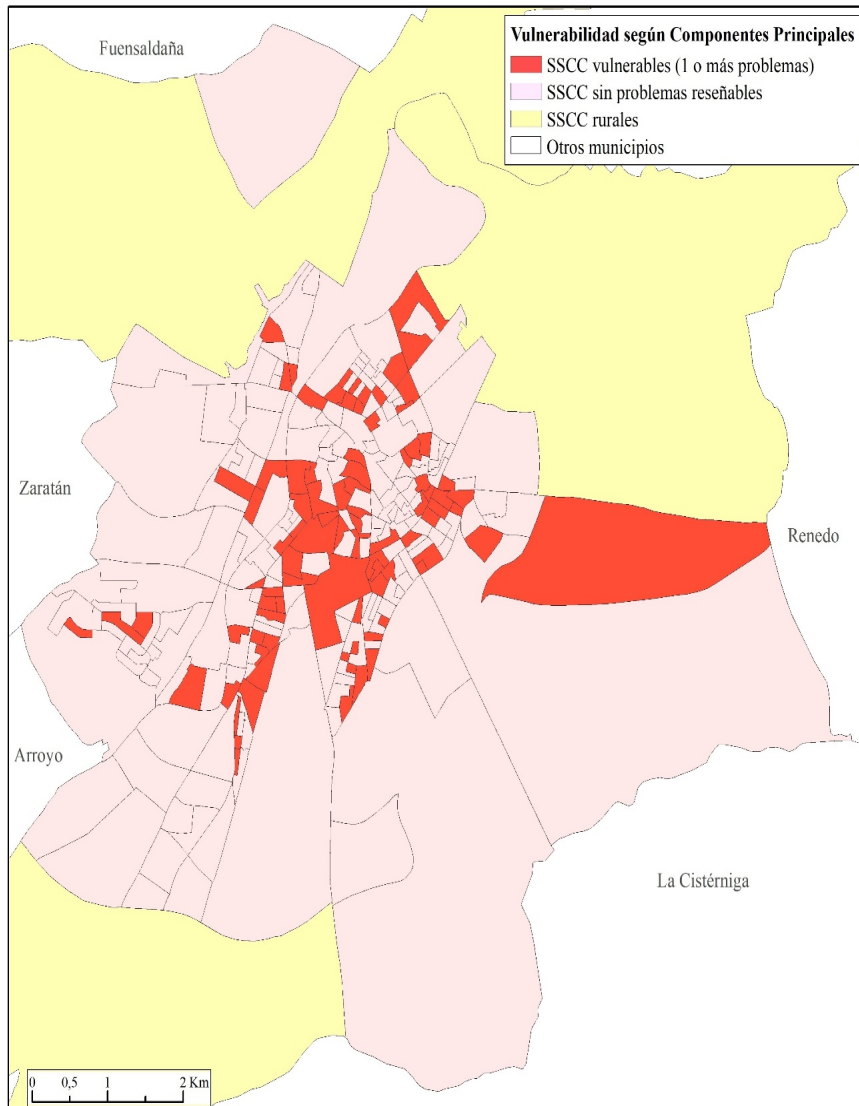 Fuensaldaña
Vulnerabilidad según Componentes Principales
SSCC vulnerables (1 o más problemas)
SSCC sin problemas reseñables
SSCC rurales
Otros municipios
Zaratán
Renedo
Arroyo
La Cistérniga
0 0,5 1 2 Km